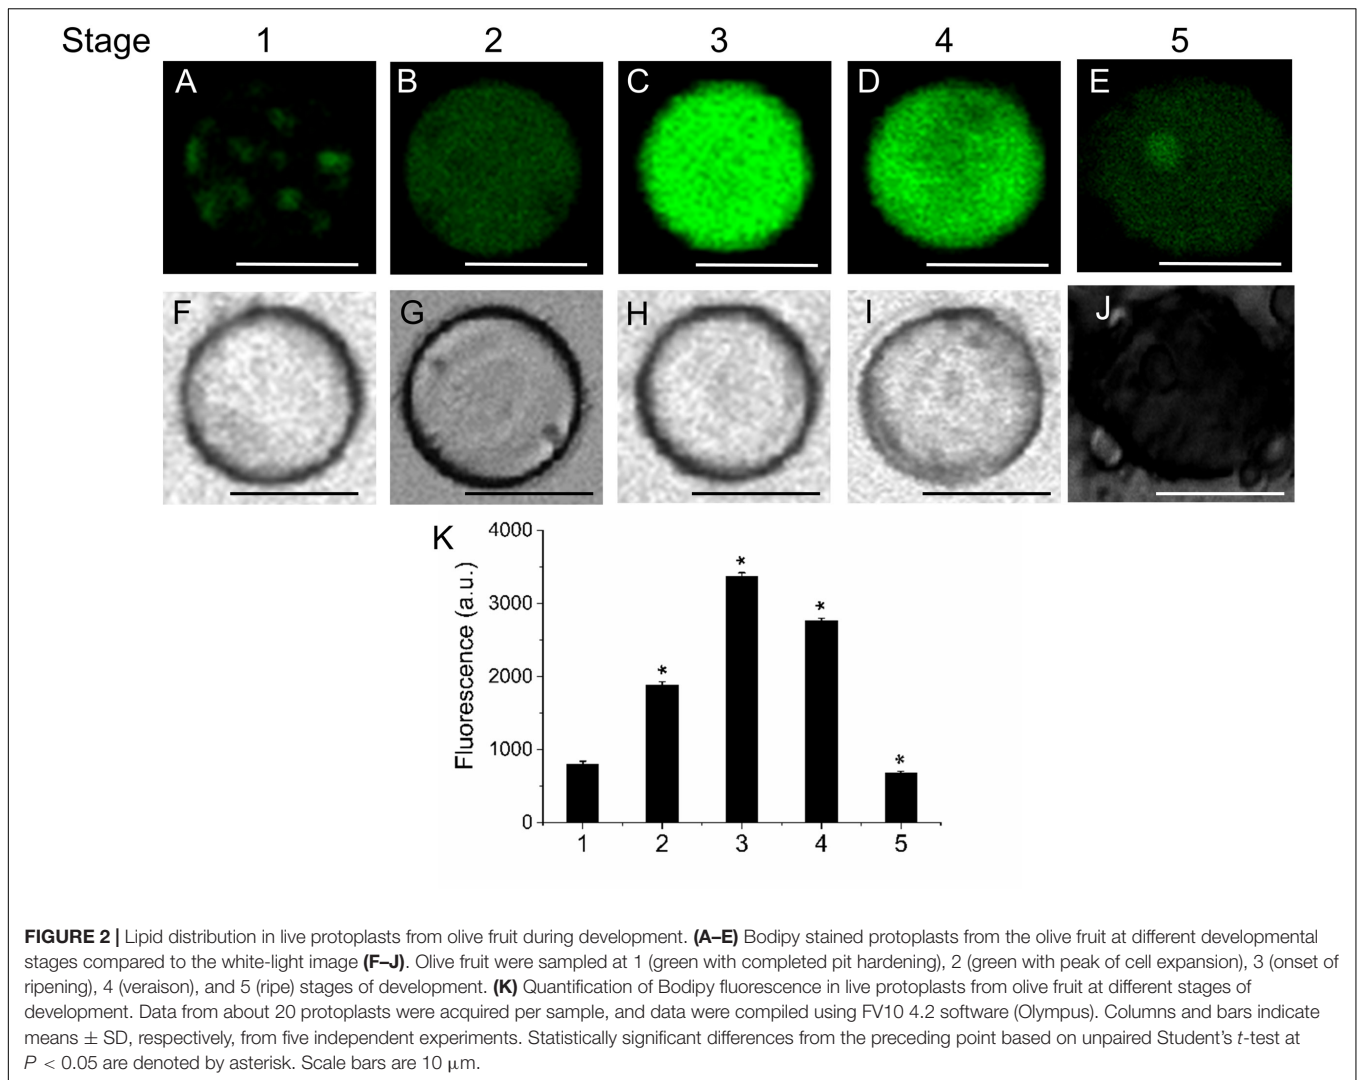 Stage 1 2 3 4 5
A B C D E
F G H I J
K
4000
3000
2000
1000
0
Fluorescence (a.u.)
* * * *
1 2 3 4 5
FIGURE 2 | Lipid distribution in live protoplasts from olive fruit during development. (A–E) Bodipy stained protoplasts from the olive fruit at different developmental
stages compared to the white-light image (F–J). Olive fruit were sampled at 1 (green with completed pit hardening), 2 (green with peak of cell expansion), 3 (onset of
ripening), 4 (veraison), and 5 (ripe) stages of development. (K) Quantification of Bodipy fluorescence in live protoplasts from olive fruit at different stages of
development. Data from about 20 protoplasts were acquired per sample, and data were compiled using FV10 4.2 software (Olympus). Columns and bars indicate
means ± SD, respectively, from five independent experiments. Statistically significant differences from the preceding point based on unpaired Student's t-test at
P < 0.05 are denoted by asterisk. Scale bars are 10 μm.